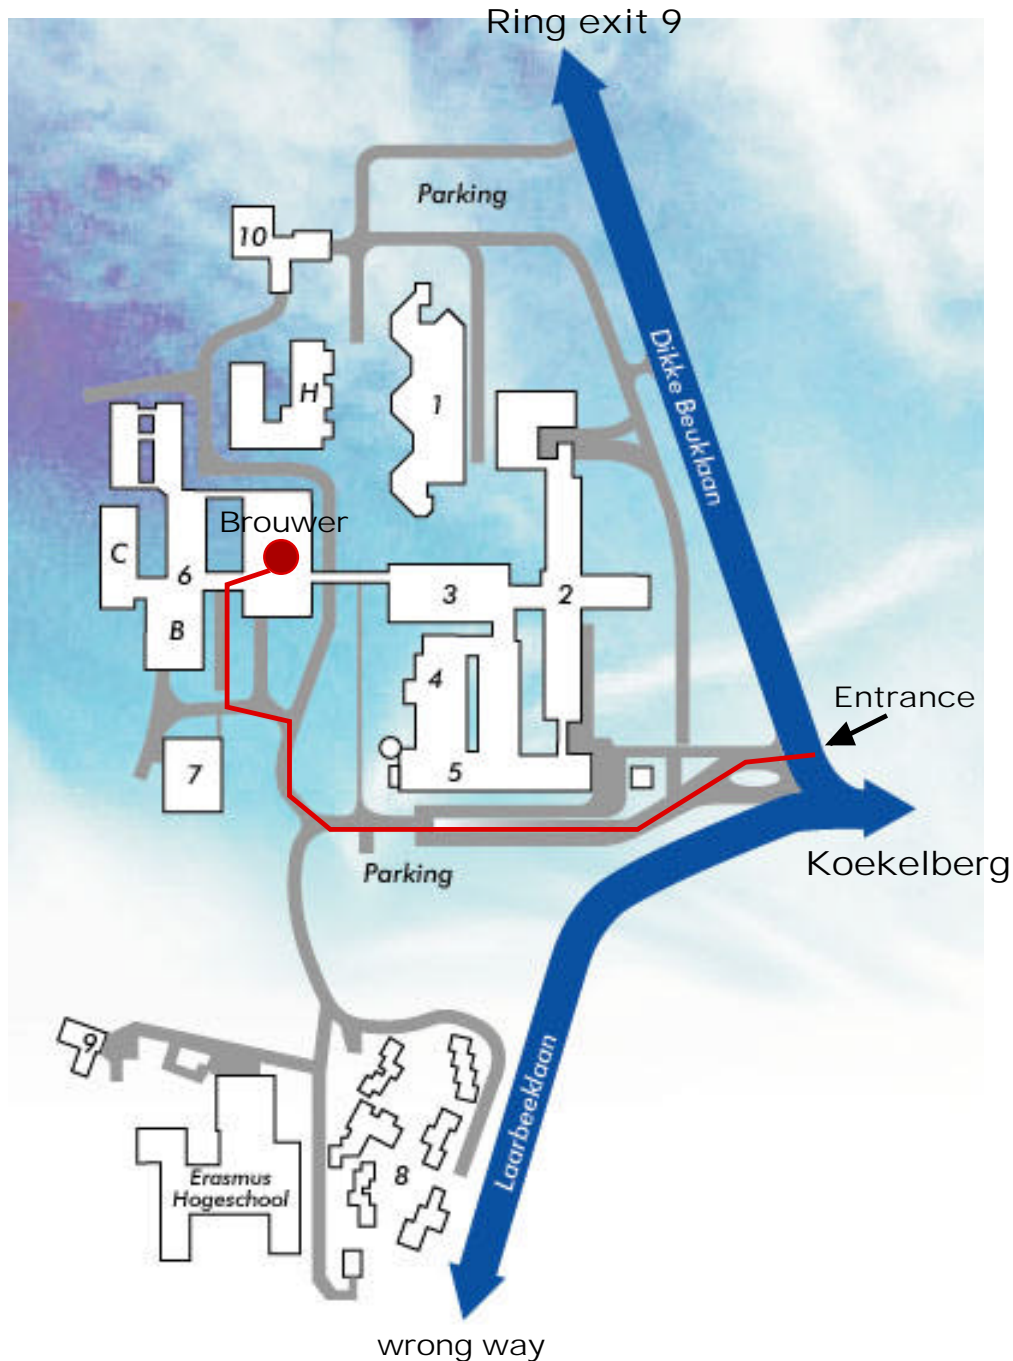 Ring exit 9
Parking
10
Dikke Beuklaan
H
1
Brouwer
C
6
3
2
B
4
Entrance
7
5
Koekelberg
Parking
9
Laarbeeklaan
8
Erasmus
Hogeschool
wrong way